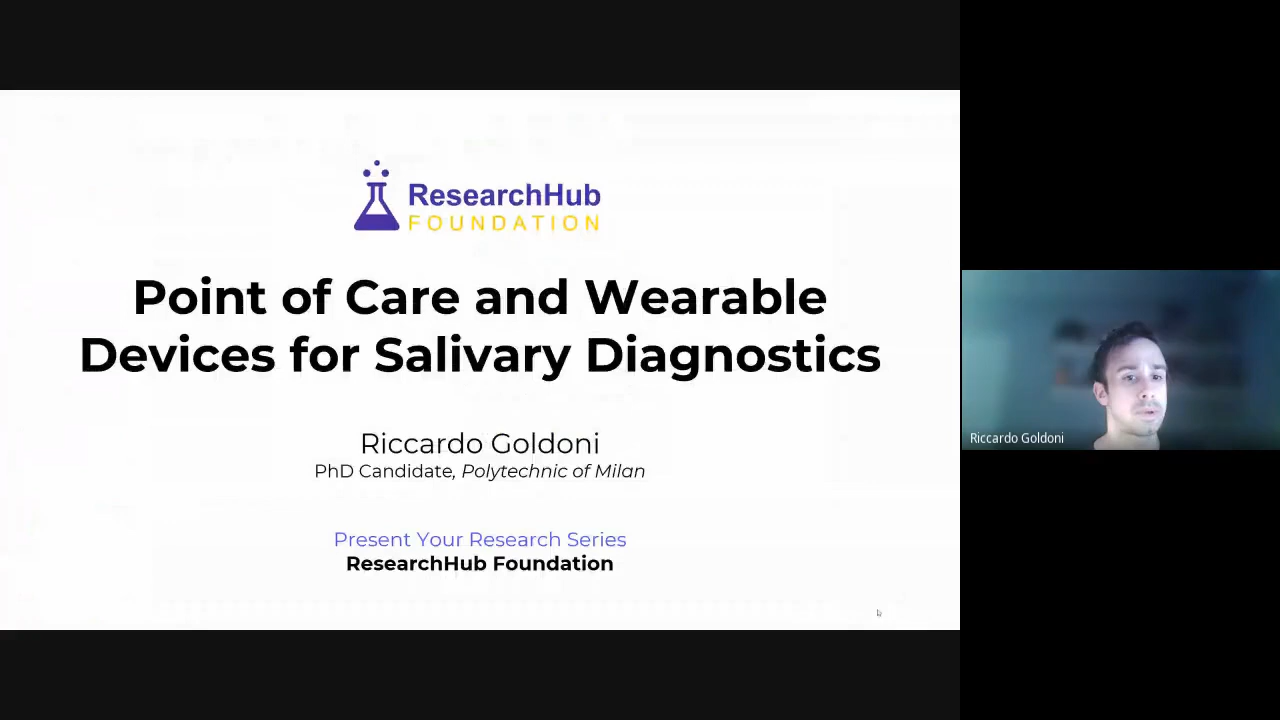 ResearchHub
FOUNDATION
Point of Care and Wearable
Devices for Salivary Diagnostics
Riccardo Goldoni
PhD Candidate, Polytechnic of Milan
Present Your Research Series
ResearchHub Foundation
Riccardo Goldoni